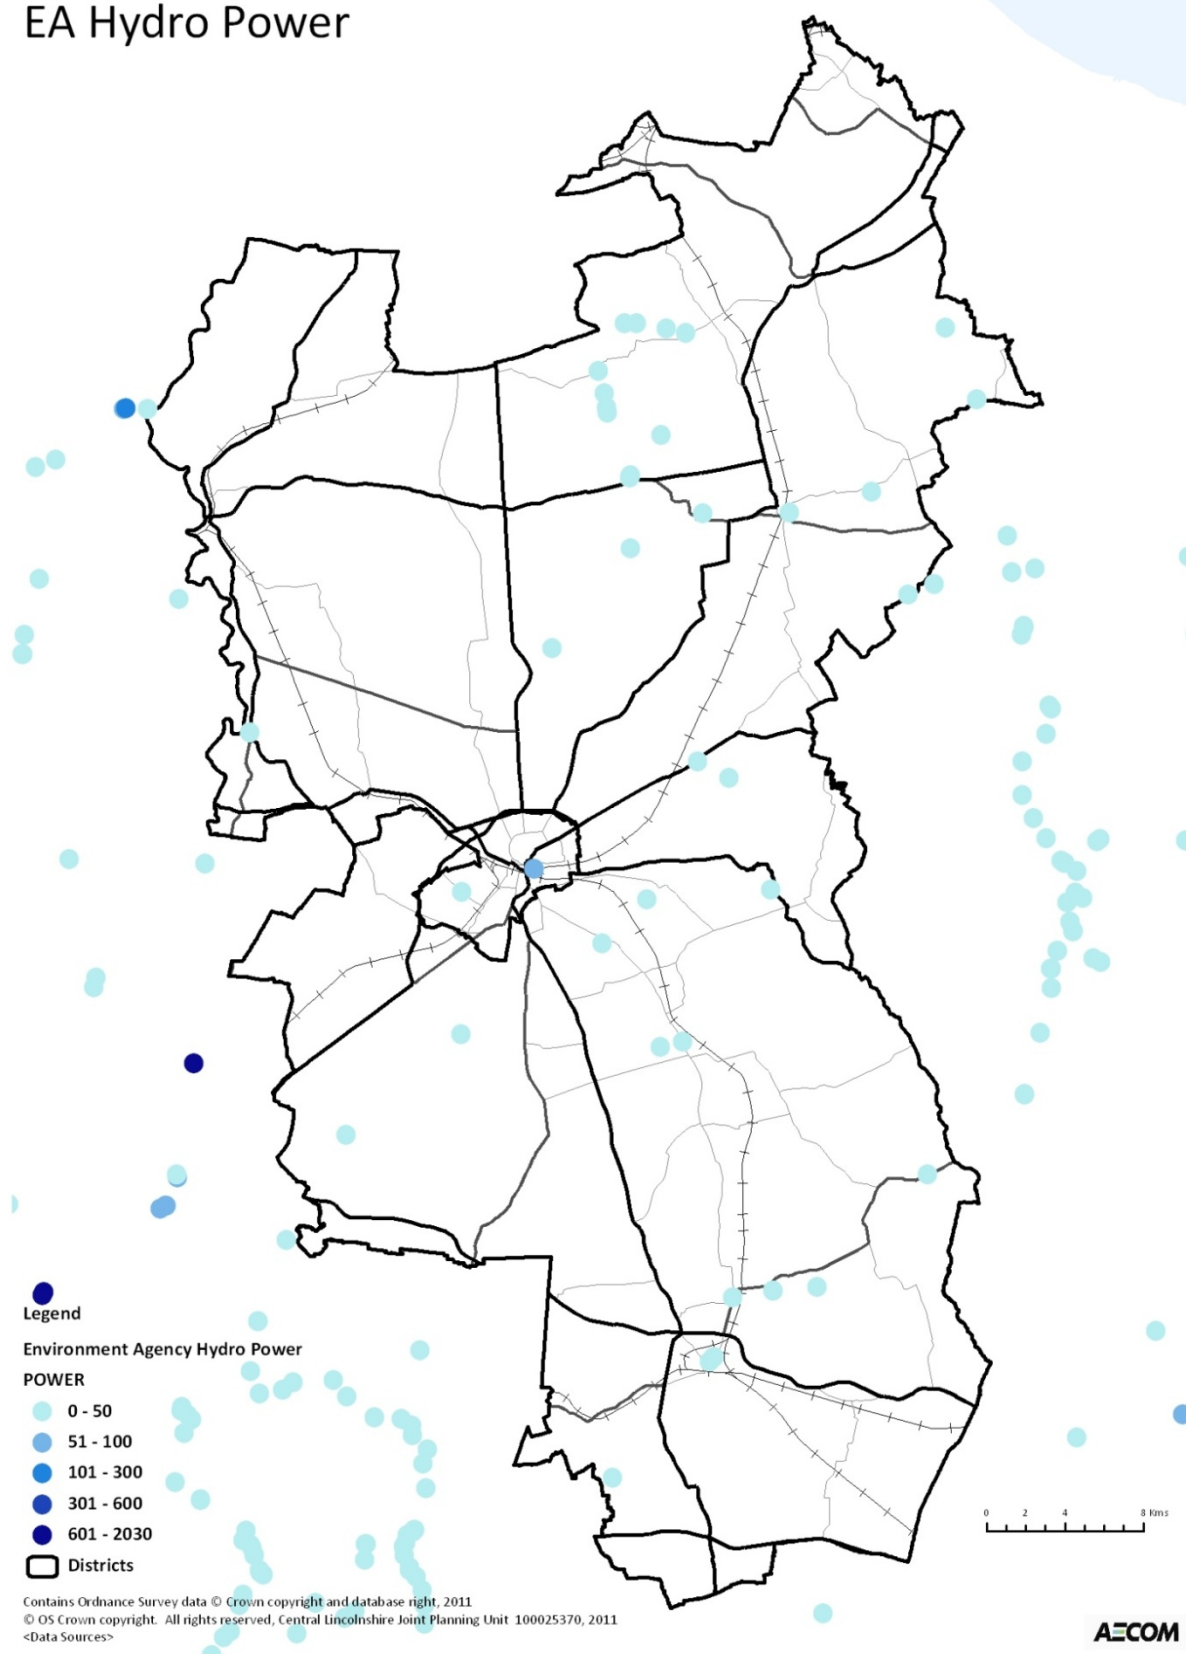 EA Hydro Power
Legend
Environment Agency Hydro Power
POWER
0 - 50
51 - 100
101 - 300
301 - 600
601 - 2030
Districts
0 2 4 8 Kms
Contains Ordnance Survey data © Crown copyright and database right, 2011
© OS Crown copyright. All rights reserved, Central Lincolnshire Joint Planning Unit 100025370, 2011
<Data Sources>
AECOM